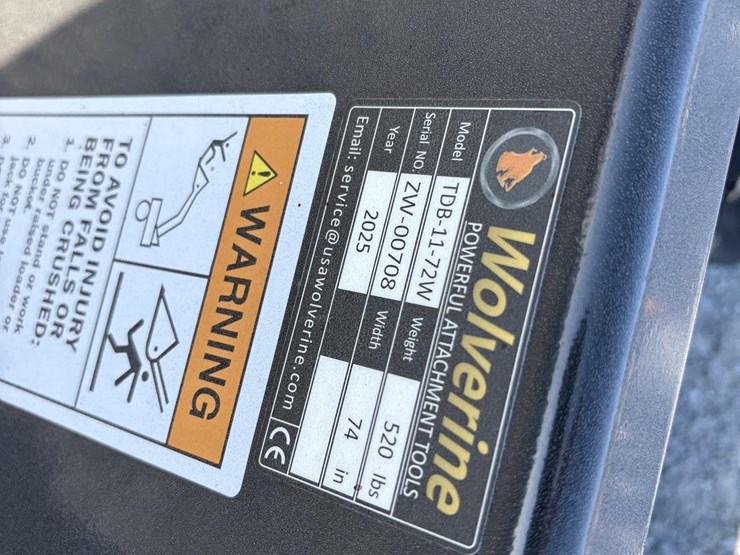 Wolverine
POWERFUL ATTACHMENT TOOLS
Model TDB-11-72W Weight 520 lbs
Serial NO. ZW-00708 Width 74 in
Year 2025
Email: service@usawolverine.com CE
WARNING
TO AVOID INJURY
FROM FALLS OR
BEING CRUSHED:
1. DO NOT stand or work
under raised loader or
bucket.
2. DO NOT